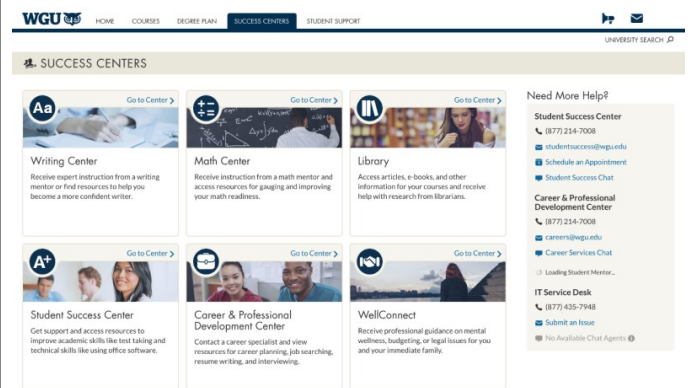 WGU
HOME
COURSES
DEGREE PLAN
SUCCESS CENTERS
STUDENT SUPPORT
UNIVERSITY SEARCH
SUCCESS CENTERS
Aa
Go to Center
Writing Center
Receive expert instruction from a writing
mentor or find resources to help you
become a more confident writer.
Go to Center
Math Center
Receive instruction from a math mentor and
access resources for gauging and improving
your math readiness.
Go to Center
Library
Access articles, e-books, and other
information for your courses and receive
help with research from librarians.
A+
Go to Center
Student Success Center
Get support and access resources to
improve academic skills like test taking and
technical skills like using office software.
Go to Center
Career & Professional
Development Center
Contact a career specialist and view
resources for career planning, job searching,
resume writing, and interviewing.
Go to Center
WellConnect
Receive professional guidance on mental
wellness, budgeting, or legal issues for you
and your immediate family.
Need More Help?
Student Success Center
(877) 214-7008
studentsuccess@wgu.edu
Schedule an Appointment
Student Success Chat
Career & Professional
Development Center
(877) 214-7008
careers@wgu.edu
Career Services Chat
Loading Student Mentor...
IT Service Desk
(877) 435-7948
Submit an Issue
No Available Chat Agents